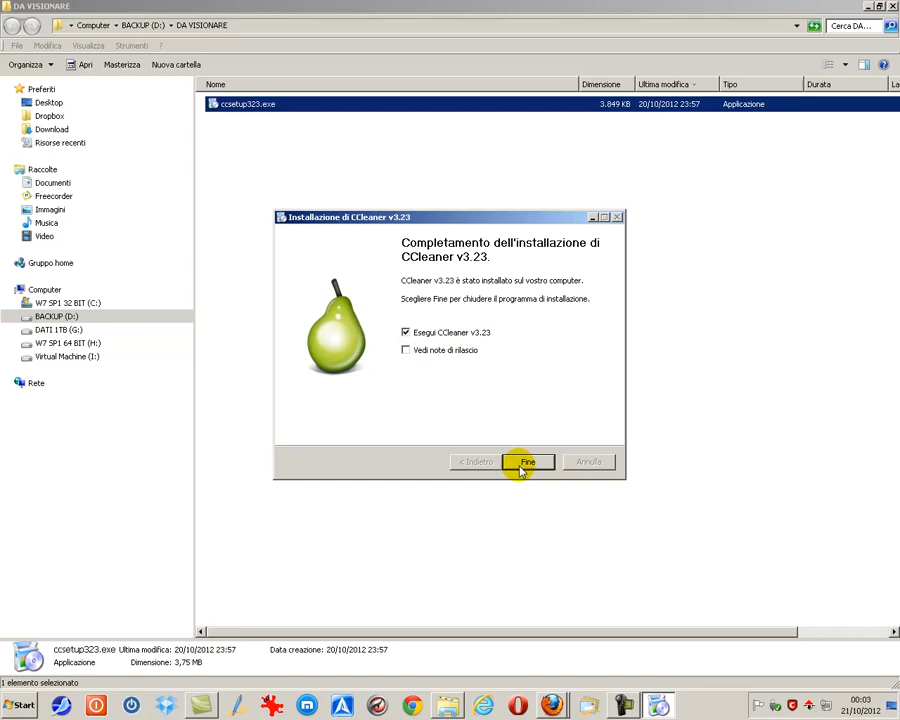 DA VISIONARE
Computer BACKUP (D:) DA VISIONARE
Cerca DA...
File Modifica Visualizza Strumenti ?
Organizza Apri Masterizza Nuova cartella
Preferiti
Desktop
Dropbox
Download
Risorse recenti
Raccolte
Documenti
Freecorder
Immagini
Musica
Video
Gruppo home
Computer
W7 SP1 32 BIT (C:)
BACKUP (D:)
DATI 1TB (G:)
W7 SP1 64 BIT (H:)
Virtual Machine (I:)
Rete
Nome Dimensione Ultima modifica Tipo Durata La
ccsetup323.exe 3.849 KB 20/10/2012 23:57 Applicazione
Installazione di CCleaner v3.23
Completamento dell'installazione di
CCleaner v3.23.
CCleaner v3.23 è stato installato sul vostro computer.
Scegliere Fine per chiudere il programma di installazione.
Esegui CCleaner v3.23
Vedi note di rilascio
< Indietro Fine Annulla
ccsetup323.exe Ultima modifica: 20/10/2012 23:57 Data creazione: 20/10/2012 23:57
Applicazione Dimensione: 3,75 MB
1 elemento selezionato
Start
00:03
21/10/2012